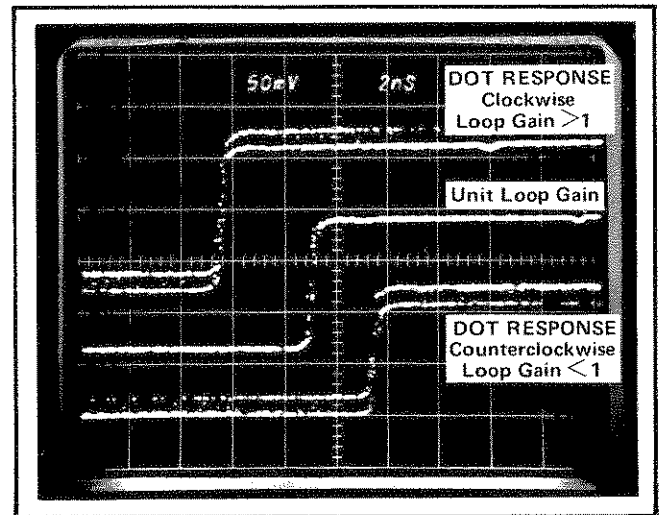 50mV 2nS
DOT RESPONSE
Clockwise
Loop Gain >1
Unit Loop Gain
DOT RESPONSE
Counterclockwise
Loop Gain <1